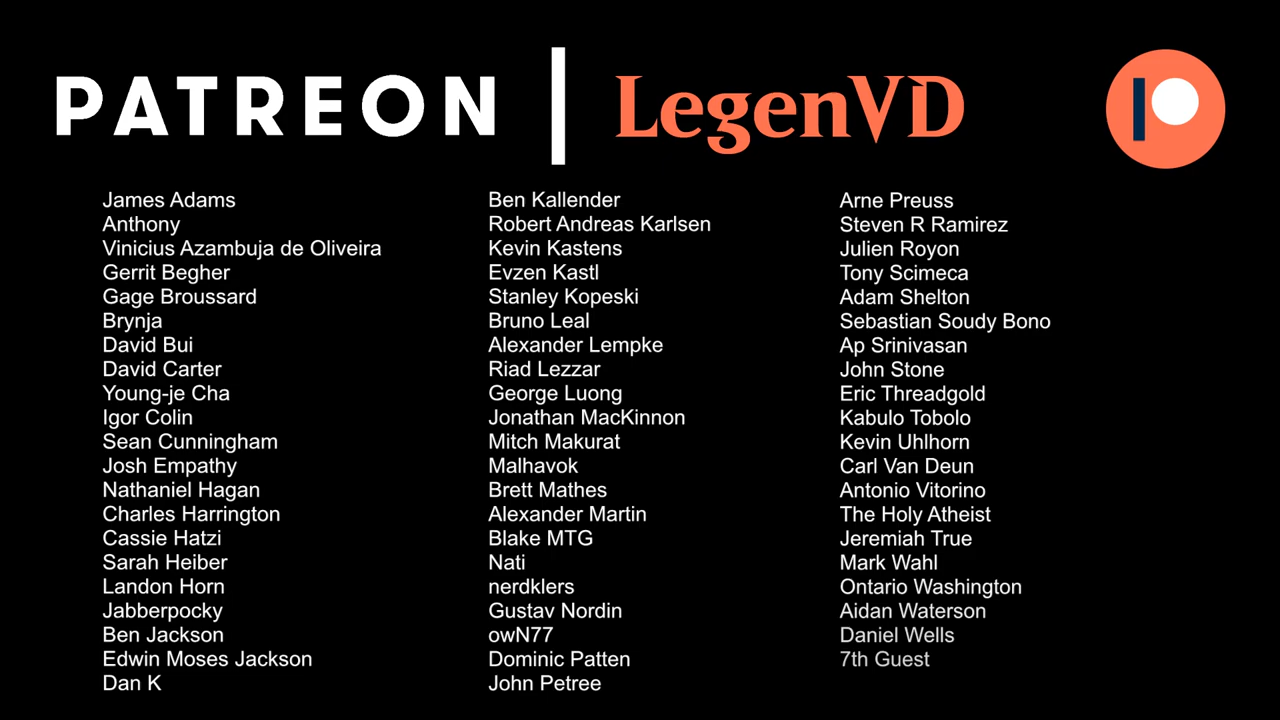 PATREON | LegenVD
James Adams
Anthony
Vinicius Azambuja de Oliveira
Gerrit Begher
Gage Broussard
Brynja
David Bui
David Carter
Young-je Cha
Igor Colin
Sean Cunningham
Josh Empathy
Nathaniel Hagan
Charles Harrington
Cassie Hatzi
Sarah Heiber
Landon Horn
Jabberpocky
Ben Jackson
Edwin Moses Jackson
Dan K
Ben Kallender
Robert Andreas Karlsen
Kevin Kastens
Evzen Kastl
Stanley Kopeski
Bruno Leal
Alexander Lempke
Riad Lezzar
George Luong
Jonathan MacKinnon
Mitch Makurat
Malhavok
Brett Mathes
Alexander Martin
Blake MTG
Nati
nerdklers
Gustav Nordin
owN77
Dominic Patten
John Petree
Arne Preuss
Steven R Ramirez
Julien Royon
Tony Scimeca
Adam Shelton
Sebastian Soudy Bono
Ap Srinivasan
John Stone
Eric Threadgold
Kabulo Tobolo
Kevin Uhlhorn
Carl Van Deun
Antonio Vitorino
The Holy Atheist
Jeremiah True
Mark Wahl
Ontario Washington
Aidan Waterson
Daniel Wells
7th Guest